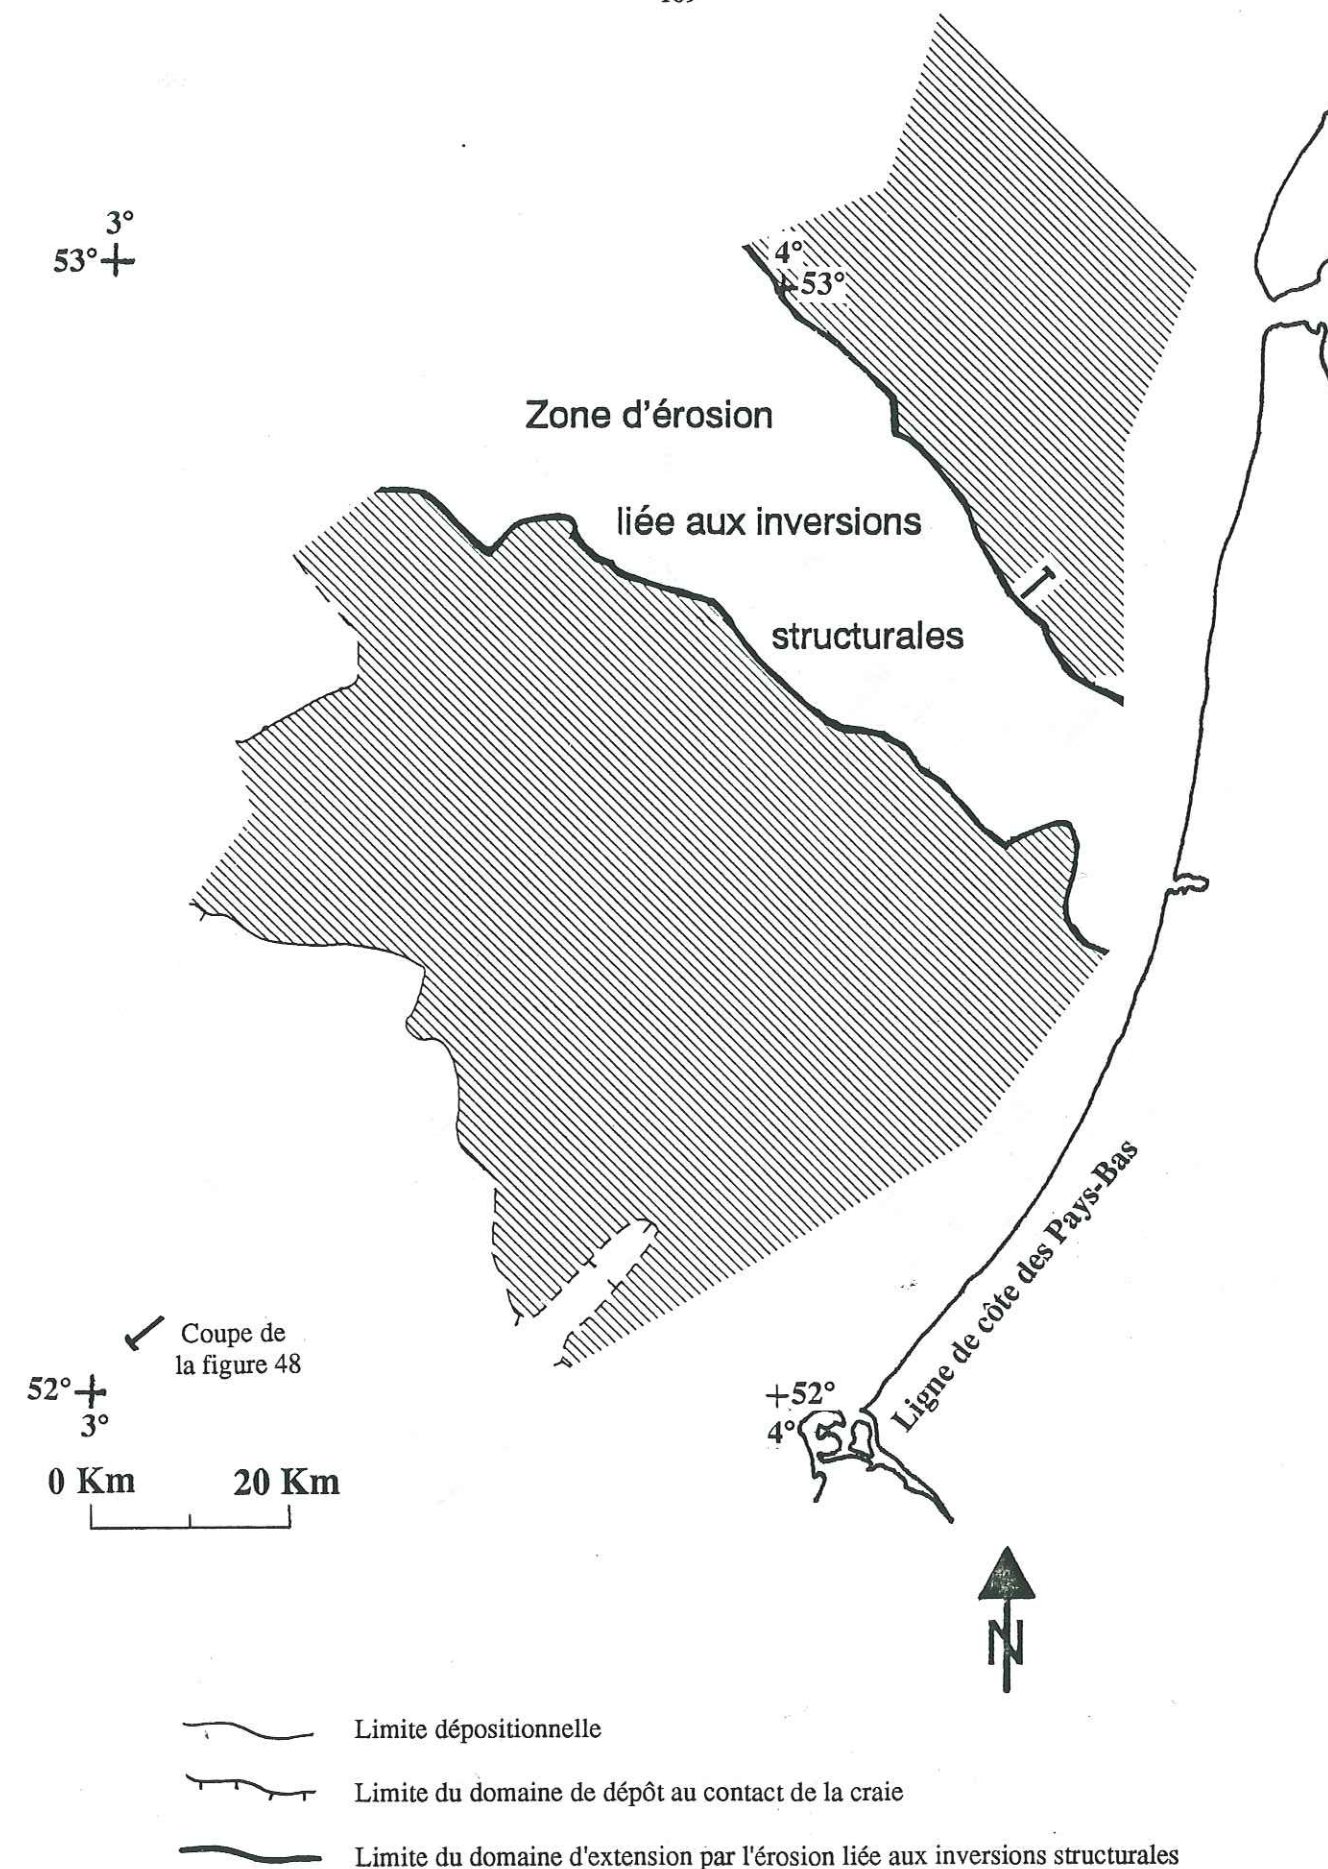 3°
53°
4°
53°
Zone d'érosion
liée aux inversions
structurales
Ligne de côte des Pays-Bas
Coupe de
la figure 48
52°
3°
52°
4°
0 Km 20 Km
N
Limite dépositionnelle
Limite du domaine de dépôt au contact de la craie
Limite du domaine d'extension par l'érosion liée aux inversions structurales